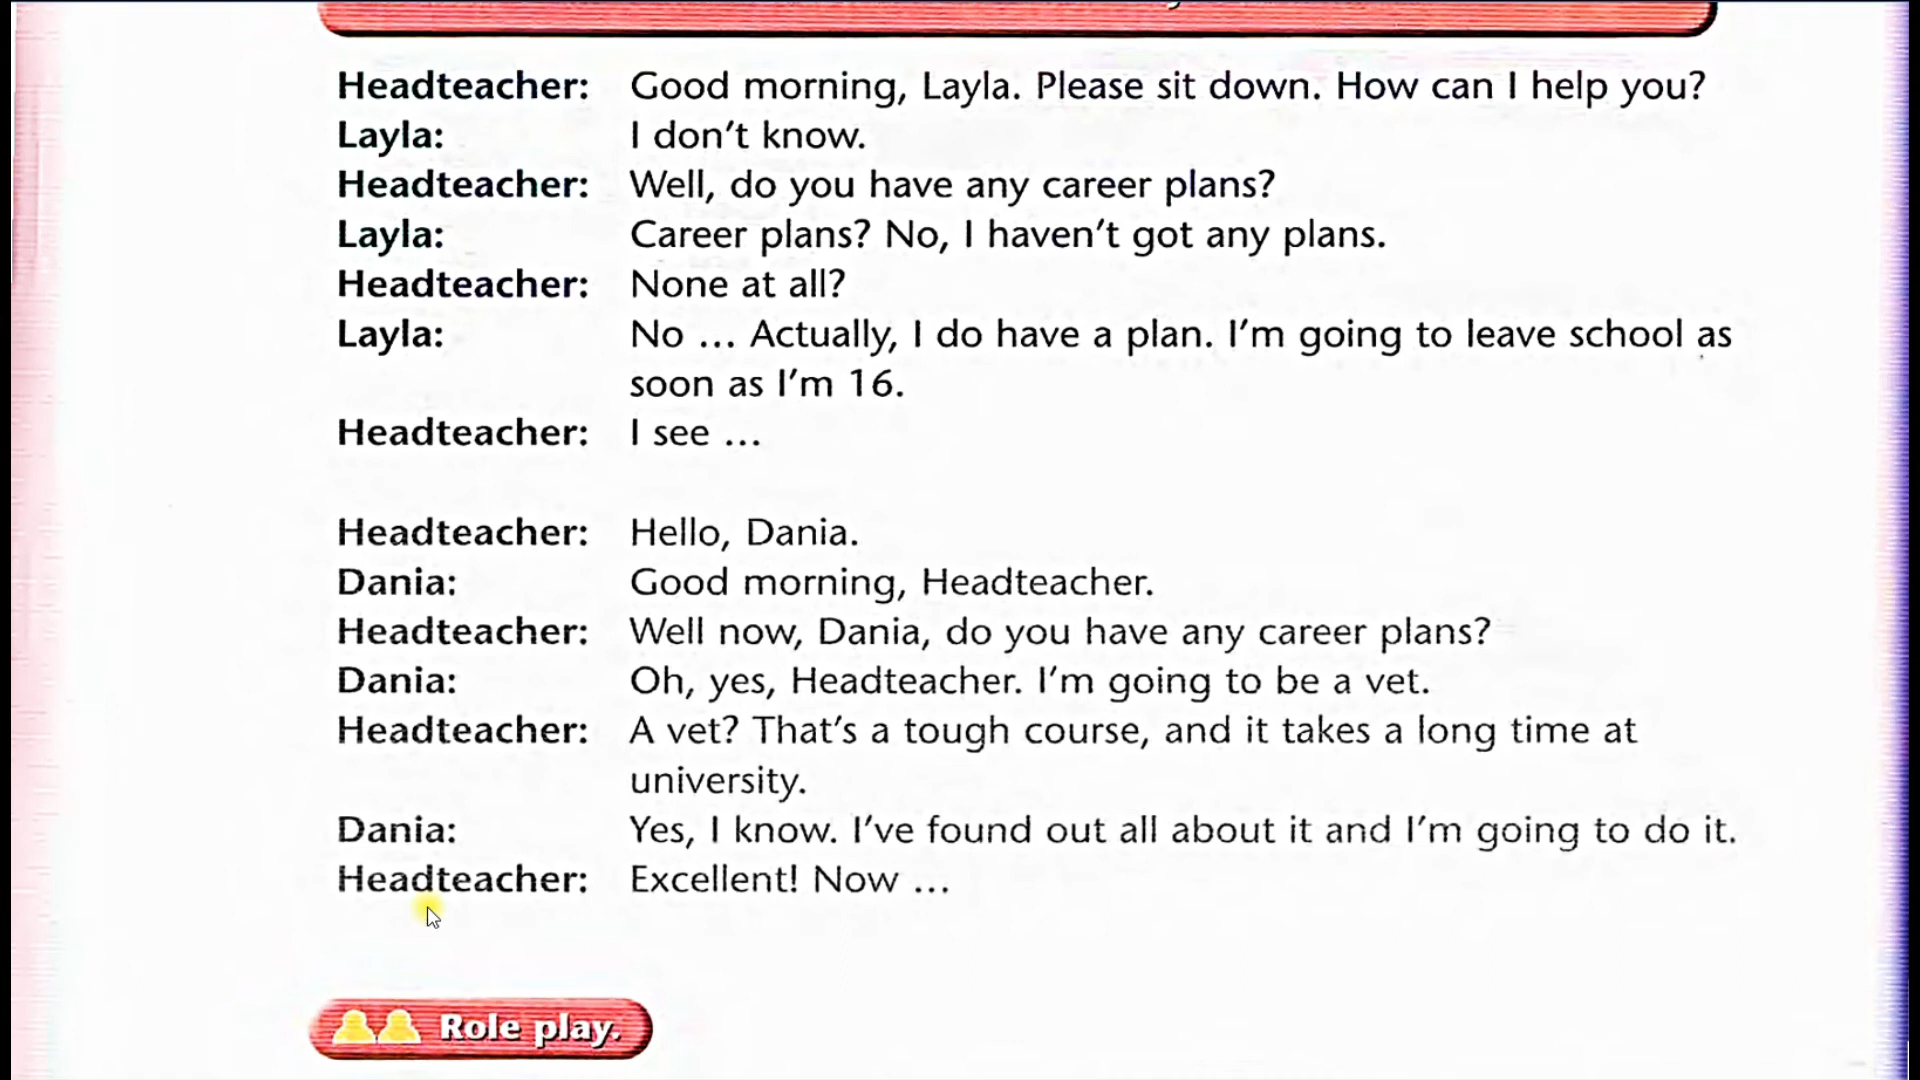 Headteacher: Good morning, Layla. Please sit down. How can I help you?
Layla: I don't know.
Headteacher: Well, do you have any career plans?
Layla: Career plans? No, I haven't got any plans.
Headteacher: None at all?
Layla: No ... Actually, I do have a plan. I'm going to leave school as
soon as I'm 16.
Headteacher: I see ...
Headteacher: Hello, Dania.
Dania: Good morning, Headteacher.
Headteacher: Well now, Dania, do you have any career plans?
Dania: Oh, yes, Headteacher. I'm going to be a vet.
Headteacher: A vet? That's a tough course, and it takes a long time at
university.
Dania: Yes, I know. I've found out all about it and I'm going to do it.
Headteacher: Excellent! Now ...
Role play.